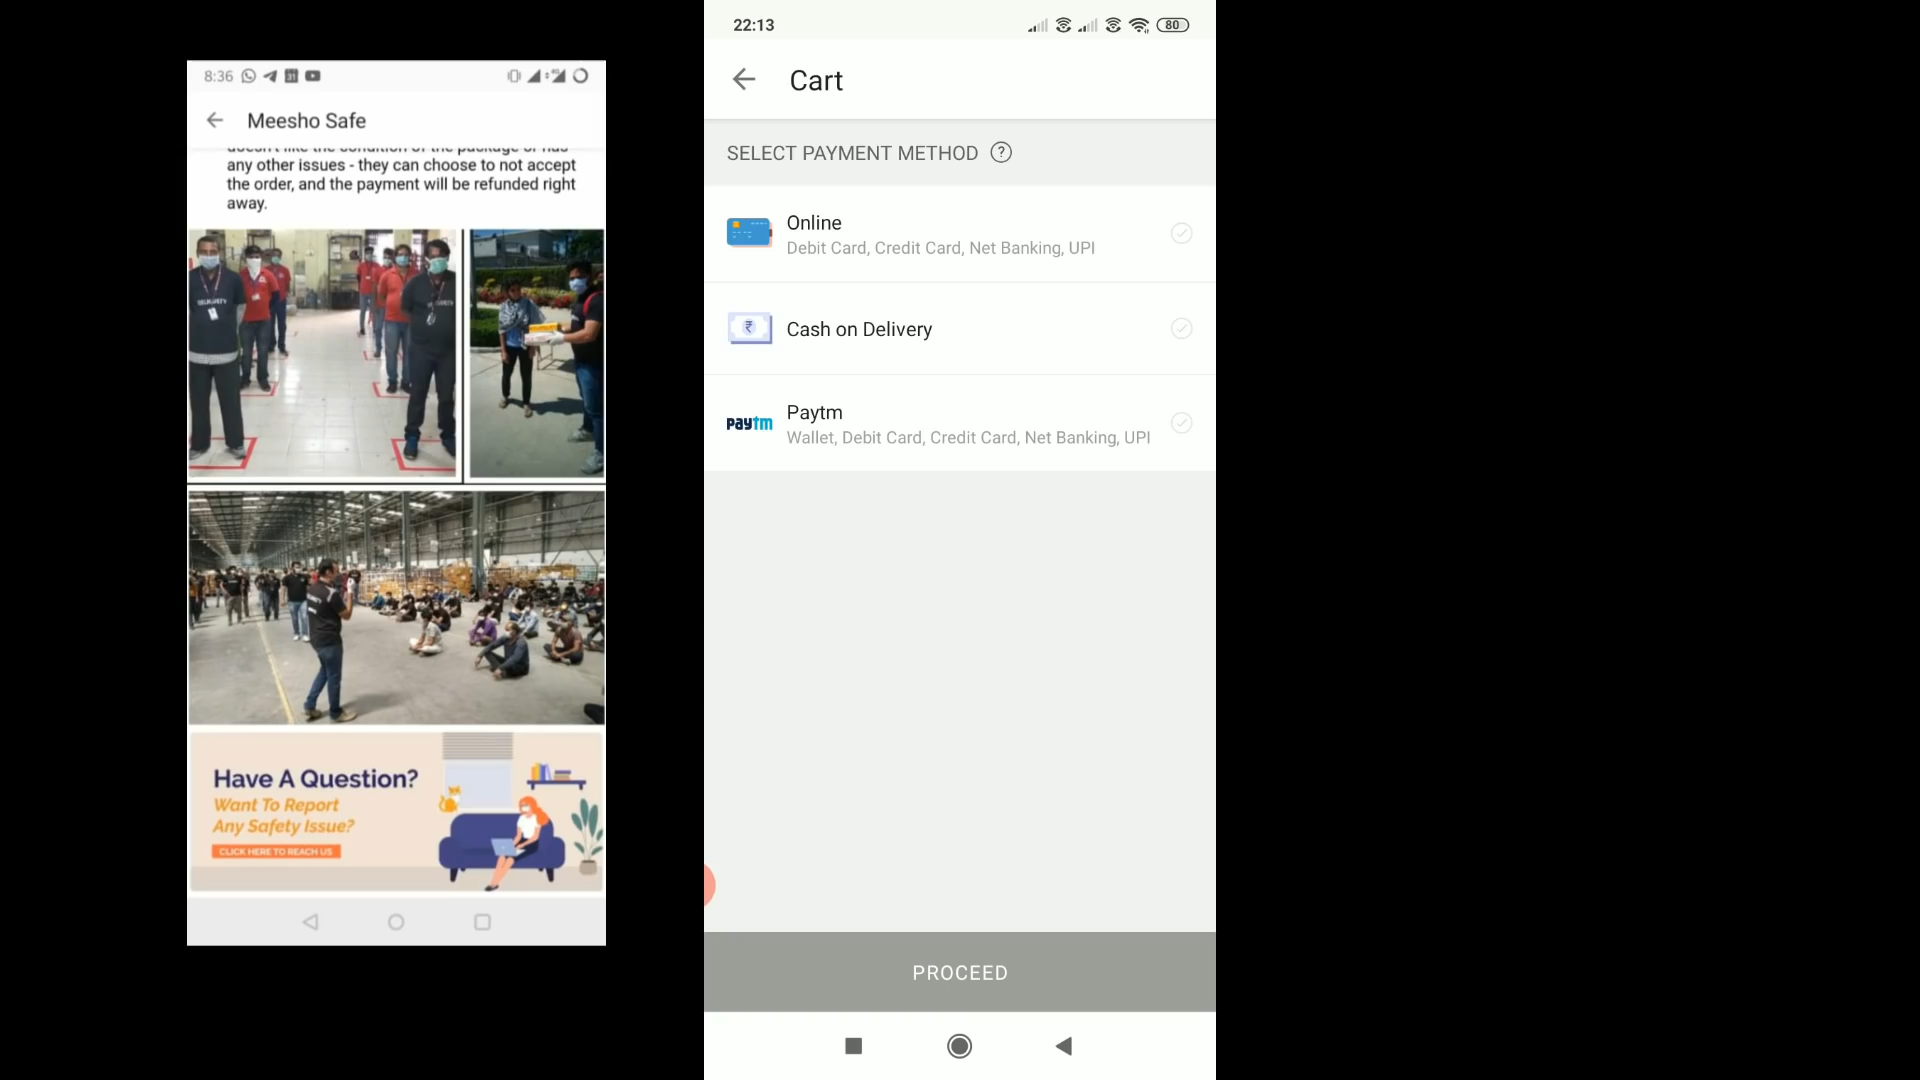 8:36
Meesho Safe
doesn't like the condition of the package or has
any other issues - they can choose to not accept
the order, and the payment will be refunded right
away.
Have A Question?
Want To Report
Any Safety Issue?
CLICK HERE TO REACH US
22:13
80
Cart
SELECT PAYMENT METHOD ?
Online
Debit Card, Credit Card, Net Banking, UPI
Cash on Delivery
paytm
Paytm
Wallet, Debit Card, Credit Card, Net Banking, UPI
PROCEED